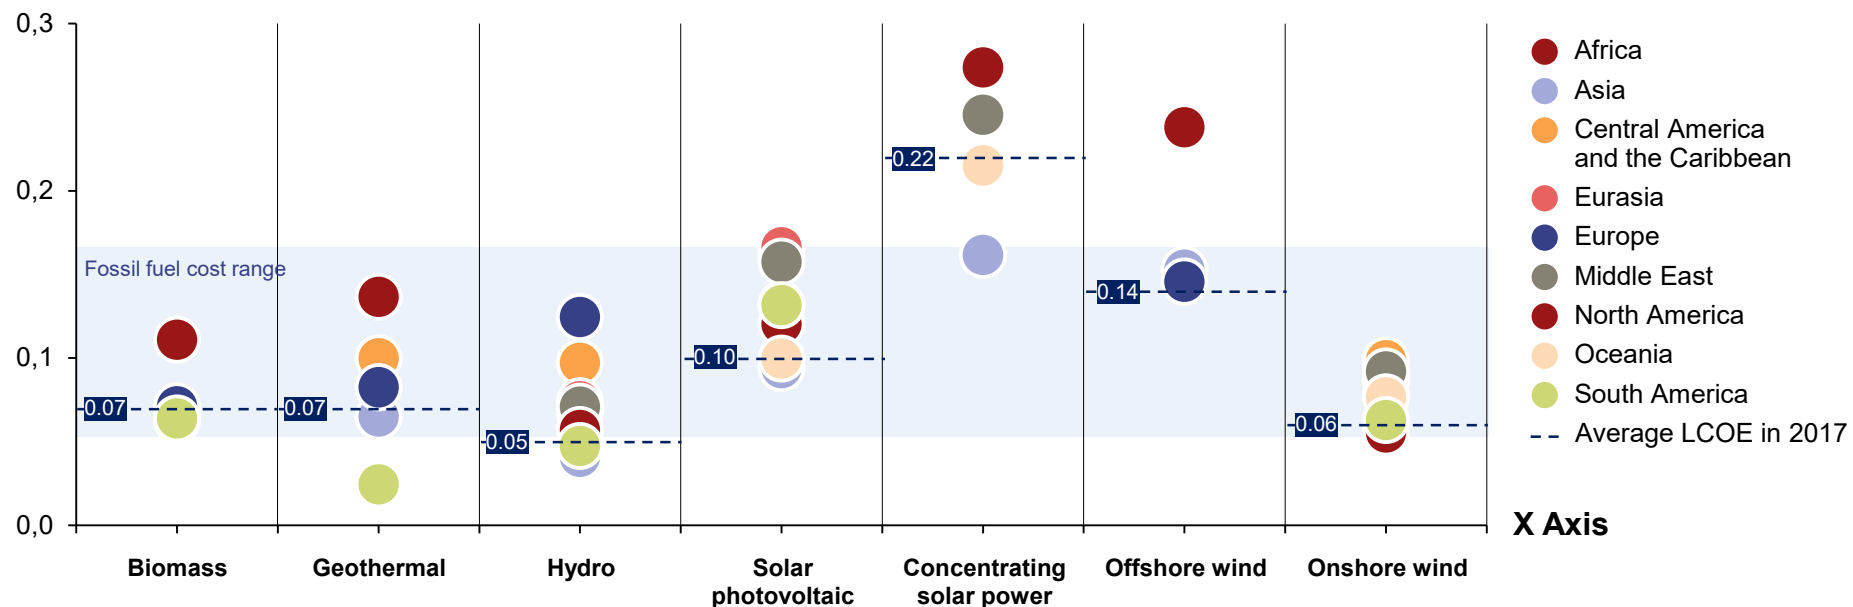 0,3
0,2
0,1
0,0
Fossil fuel cost range
0.07
0.07
0.05
0.10
0.22
0.14
0.06
Biomass
Geothermal
Hydro
Solar
photovoltaic
Concentrating
solar power
Offshore wind
Onshore wind
X Axis
Africa
Asia
Central America
and the Caribbean
Eurasia
Europe
Middle East
North America
Oceania
South America
Average LCOE in 2017